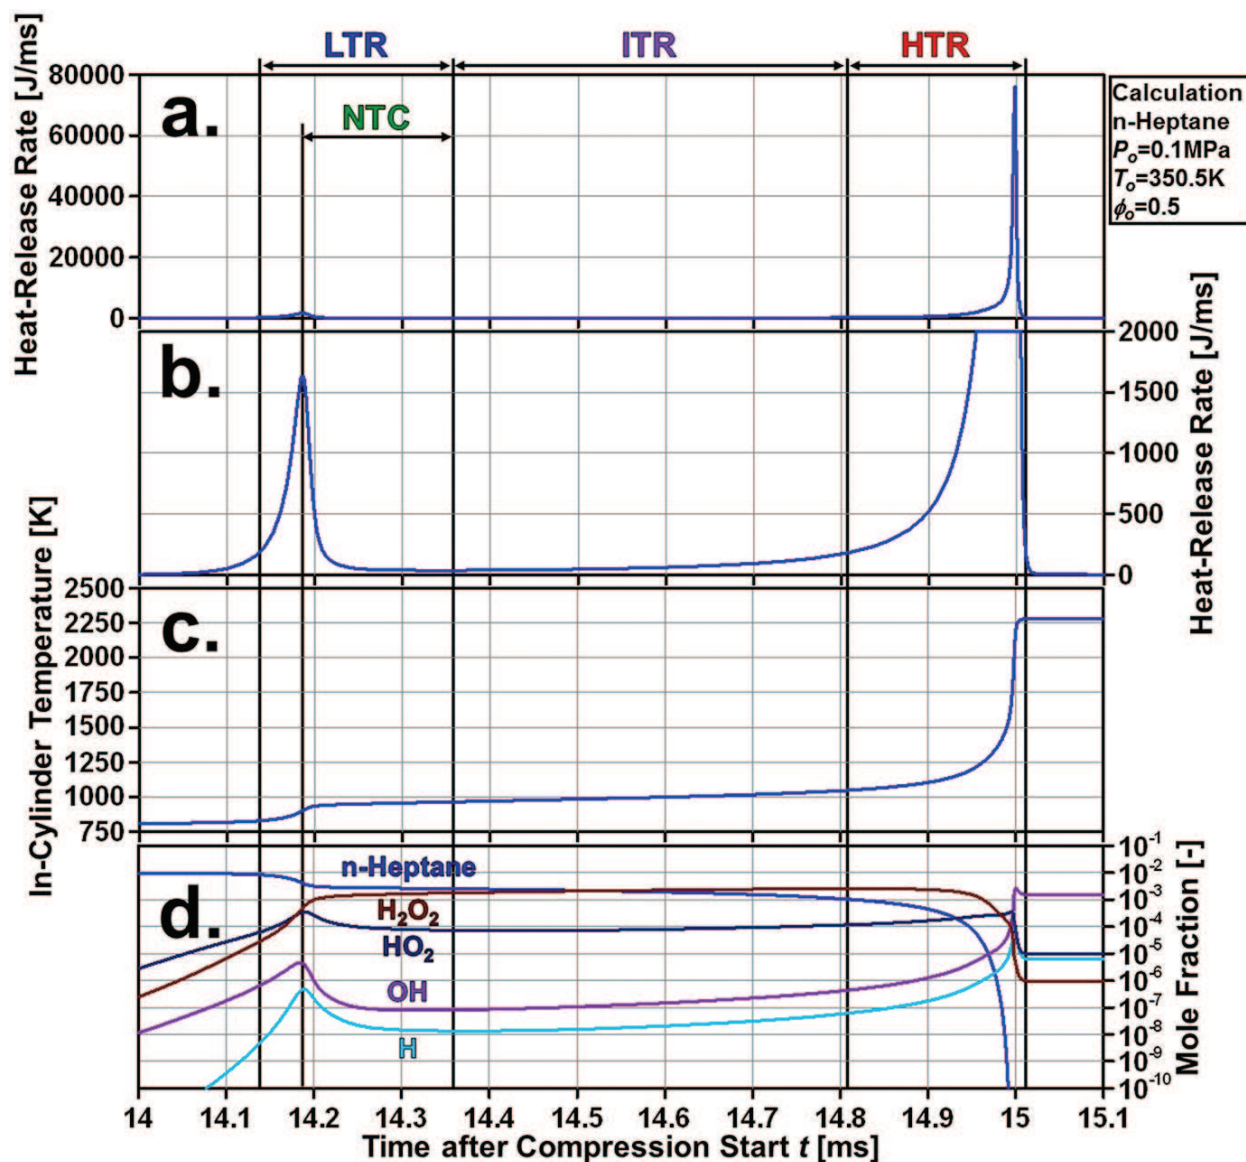 LTR ITR HTR
NTC
Heat-Release Rate [J/ms]
80000
60000
40000
20000
0
a.
Calculation
n-Heptane
Pₒ=0.1MPa
Tₒ=350.5K
ϕₒ=0.5
b.
2000
1500
1000
500
0
Heat-Release Rate [J/ms]
In-Cylinder Temperature [K]
2500
2250
2000
1750
1500
1250
1000
750
c.
d.
n-Heptane
H₂O₂
HO₂
OH
H
10⁻¹
10⁻²
10⁻³
10⁻⁴
10⁻⁵
10⁻⁶
10⁻⁷
10⁻⁸
10⁻⁹
10⁻¹⁰
Mole Fraction [-]
14 14.1 14.2 14.3 14.4 14.5 14.6 14.7 14.8 14.9 15 15.1
Time after Compression Start t [ms]